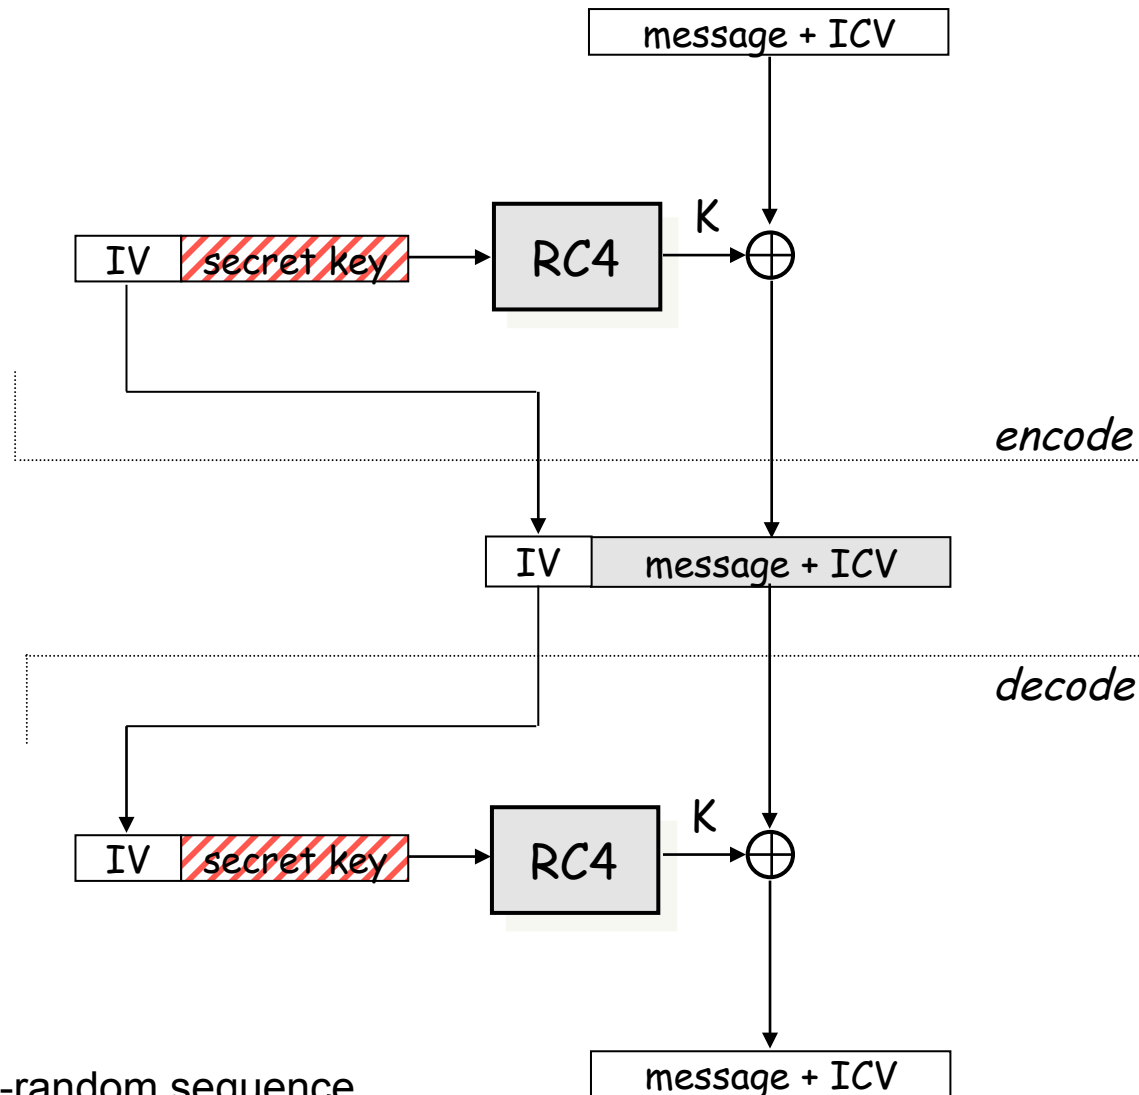 message + ICV
K
IV secret key RC4
encode
IV message + ICV
decode
K
IV secret key RC4
-random sequence
message + ICV